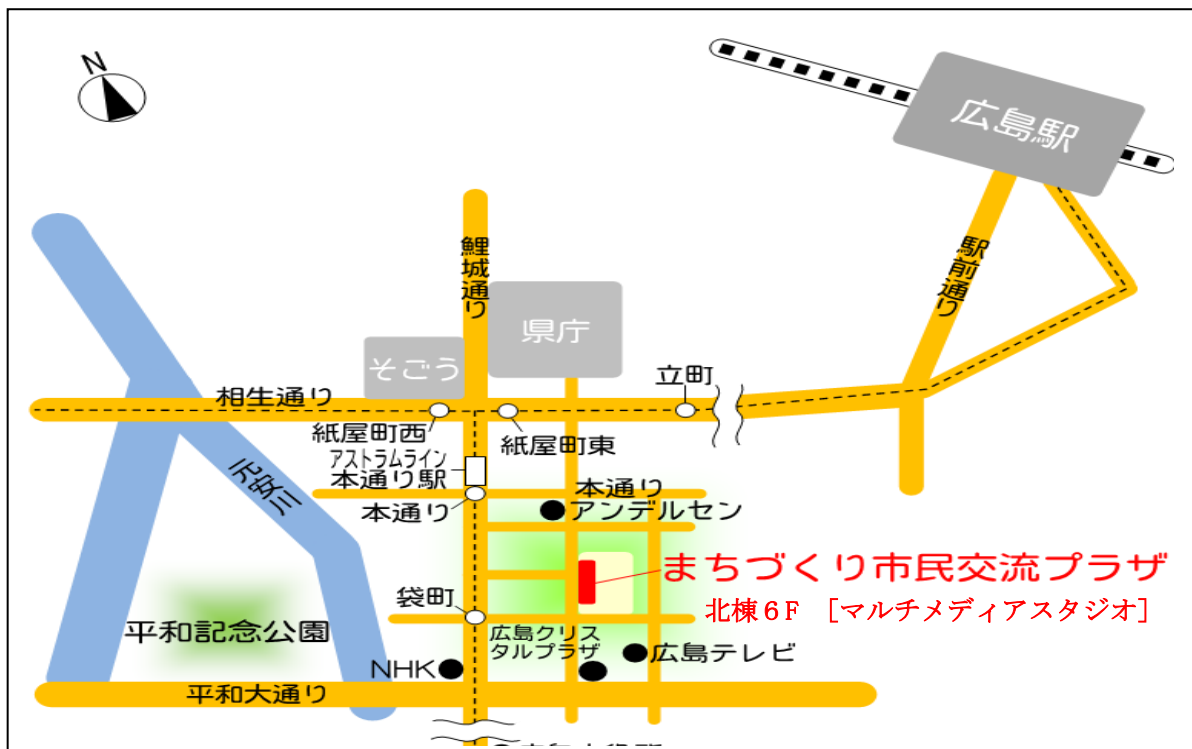 N
広島駅
鯉城通り
駅前通り
県庁
そごう
立町
相生通り
紙屋町西
紙屋町東
アストラムライン
本通り駅
本通り
本通り
元安川
アンデルセン
まちづくり市民交流プラザ
北棟6F ［マルチメディアスタジオ］
袋町
平和記念公園
広島クリス
タルプラザ
広島テレビ
NHK
平和大通り